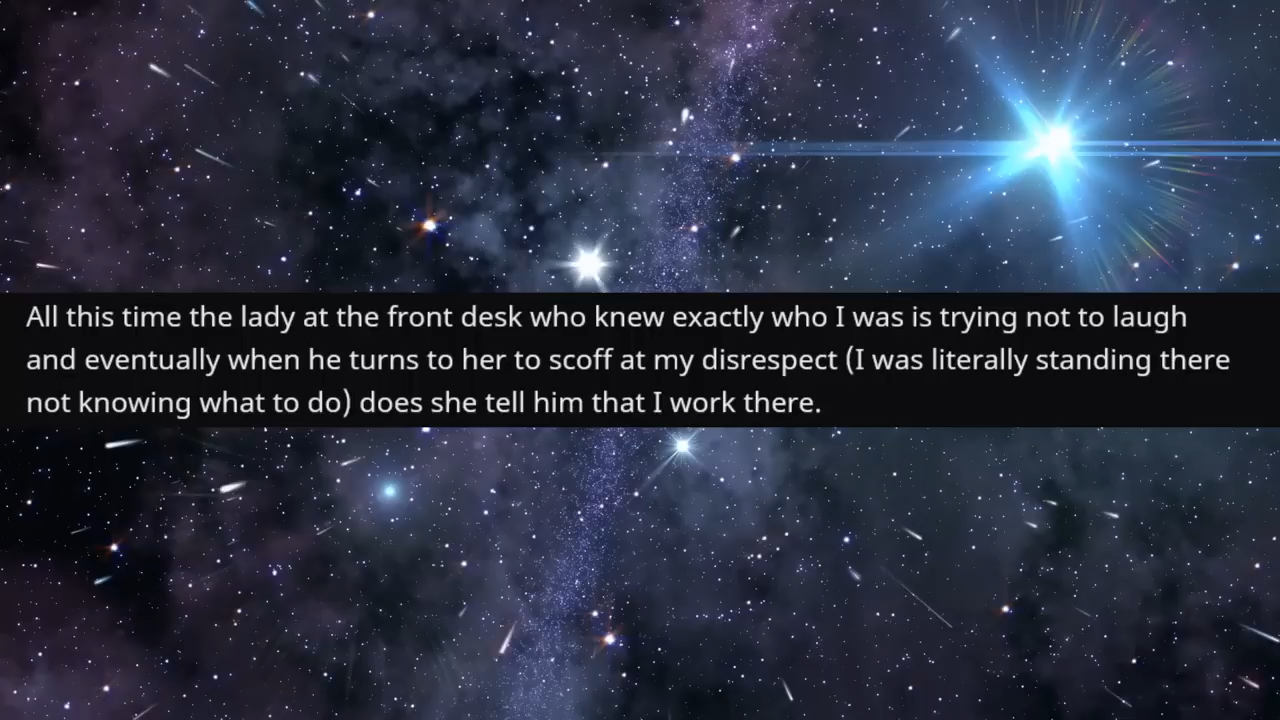 All this time the lady at the front desk who knew exactly who I was is trying not to laugh
and eventually when he turns to her to scoff at my disrespect (I was literally standing there
not knowing what to do) does she tell him that I work there.